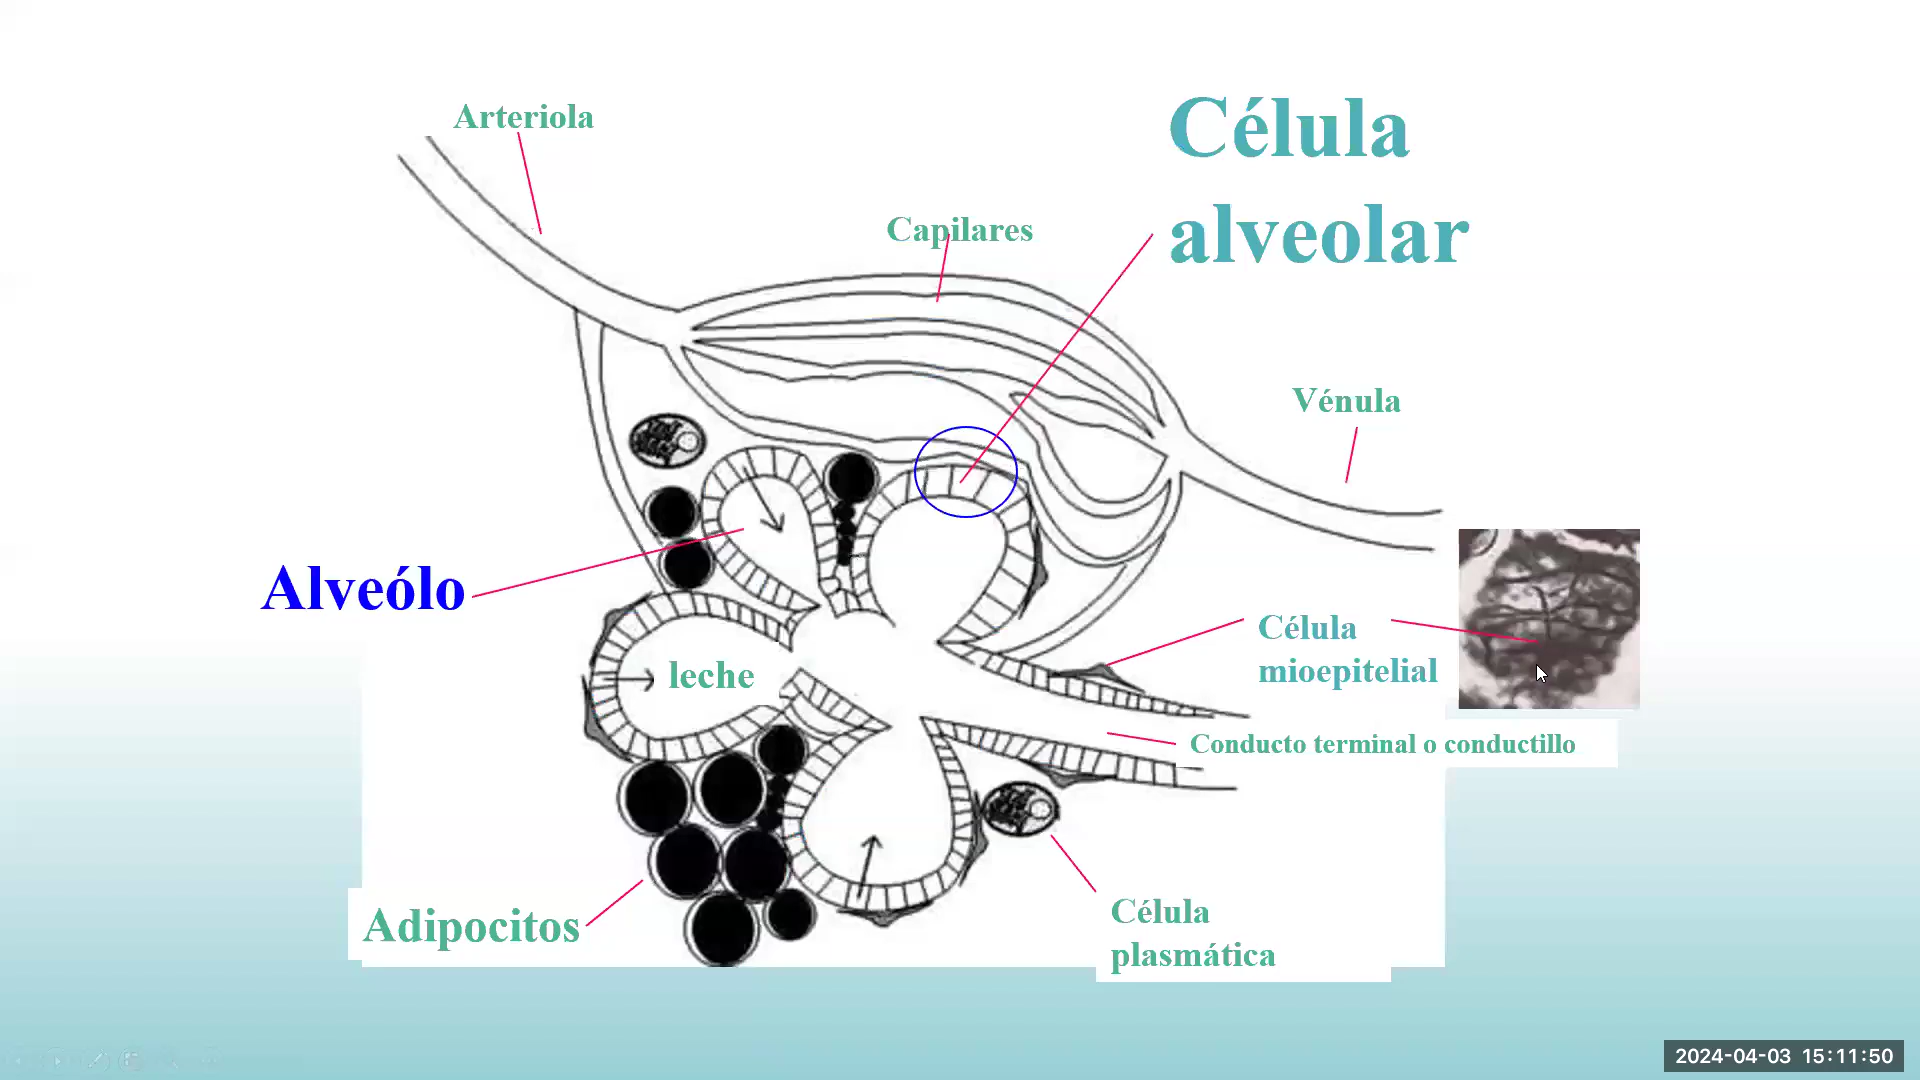 Arteriola
Célula
alveolar
Capilares
Vénula
Alveólo
leche
Célula
mioepitelial
Conducto terminal o conductillo
Adipocitos
Célula
plasmática
2024-04-03 15:11:50